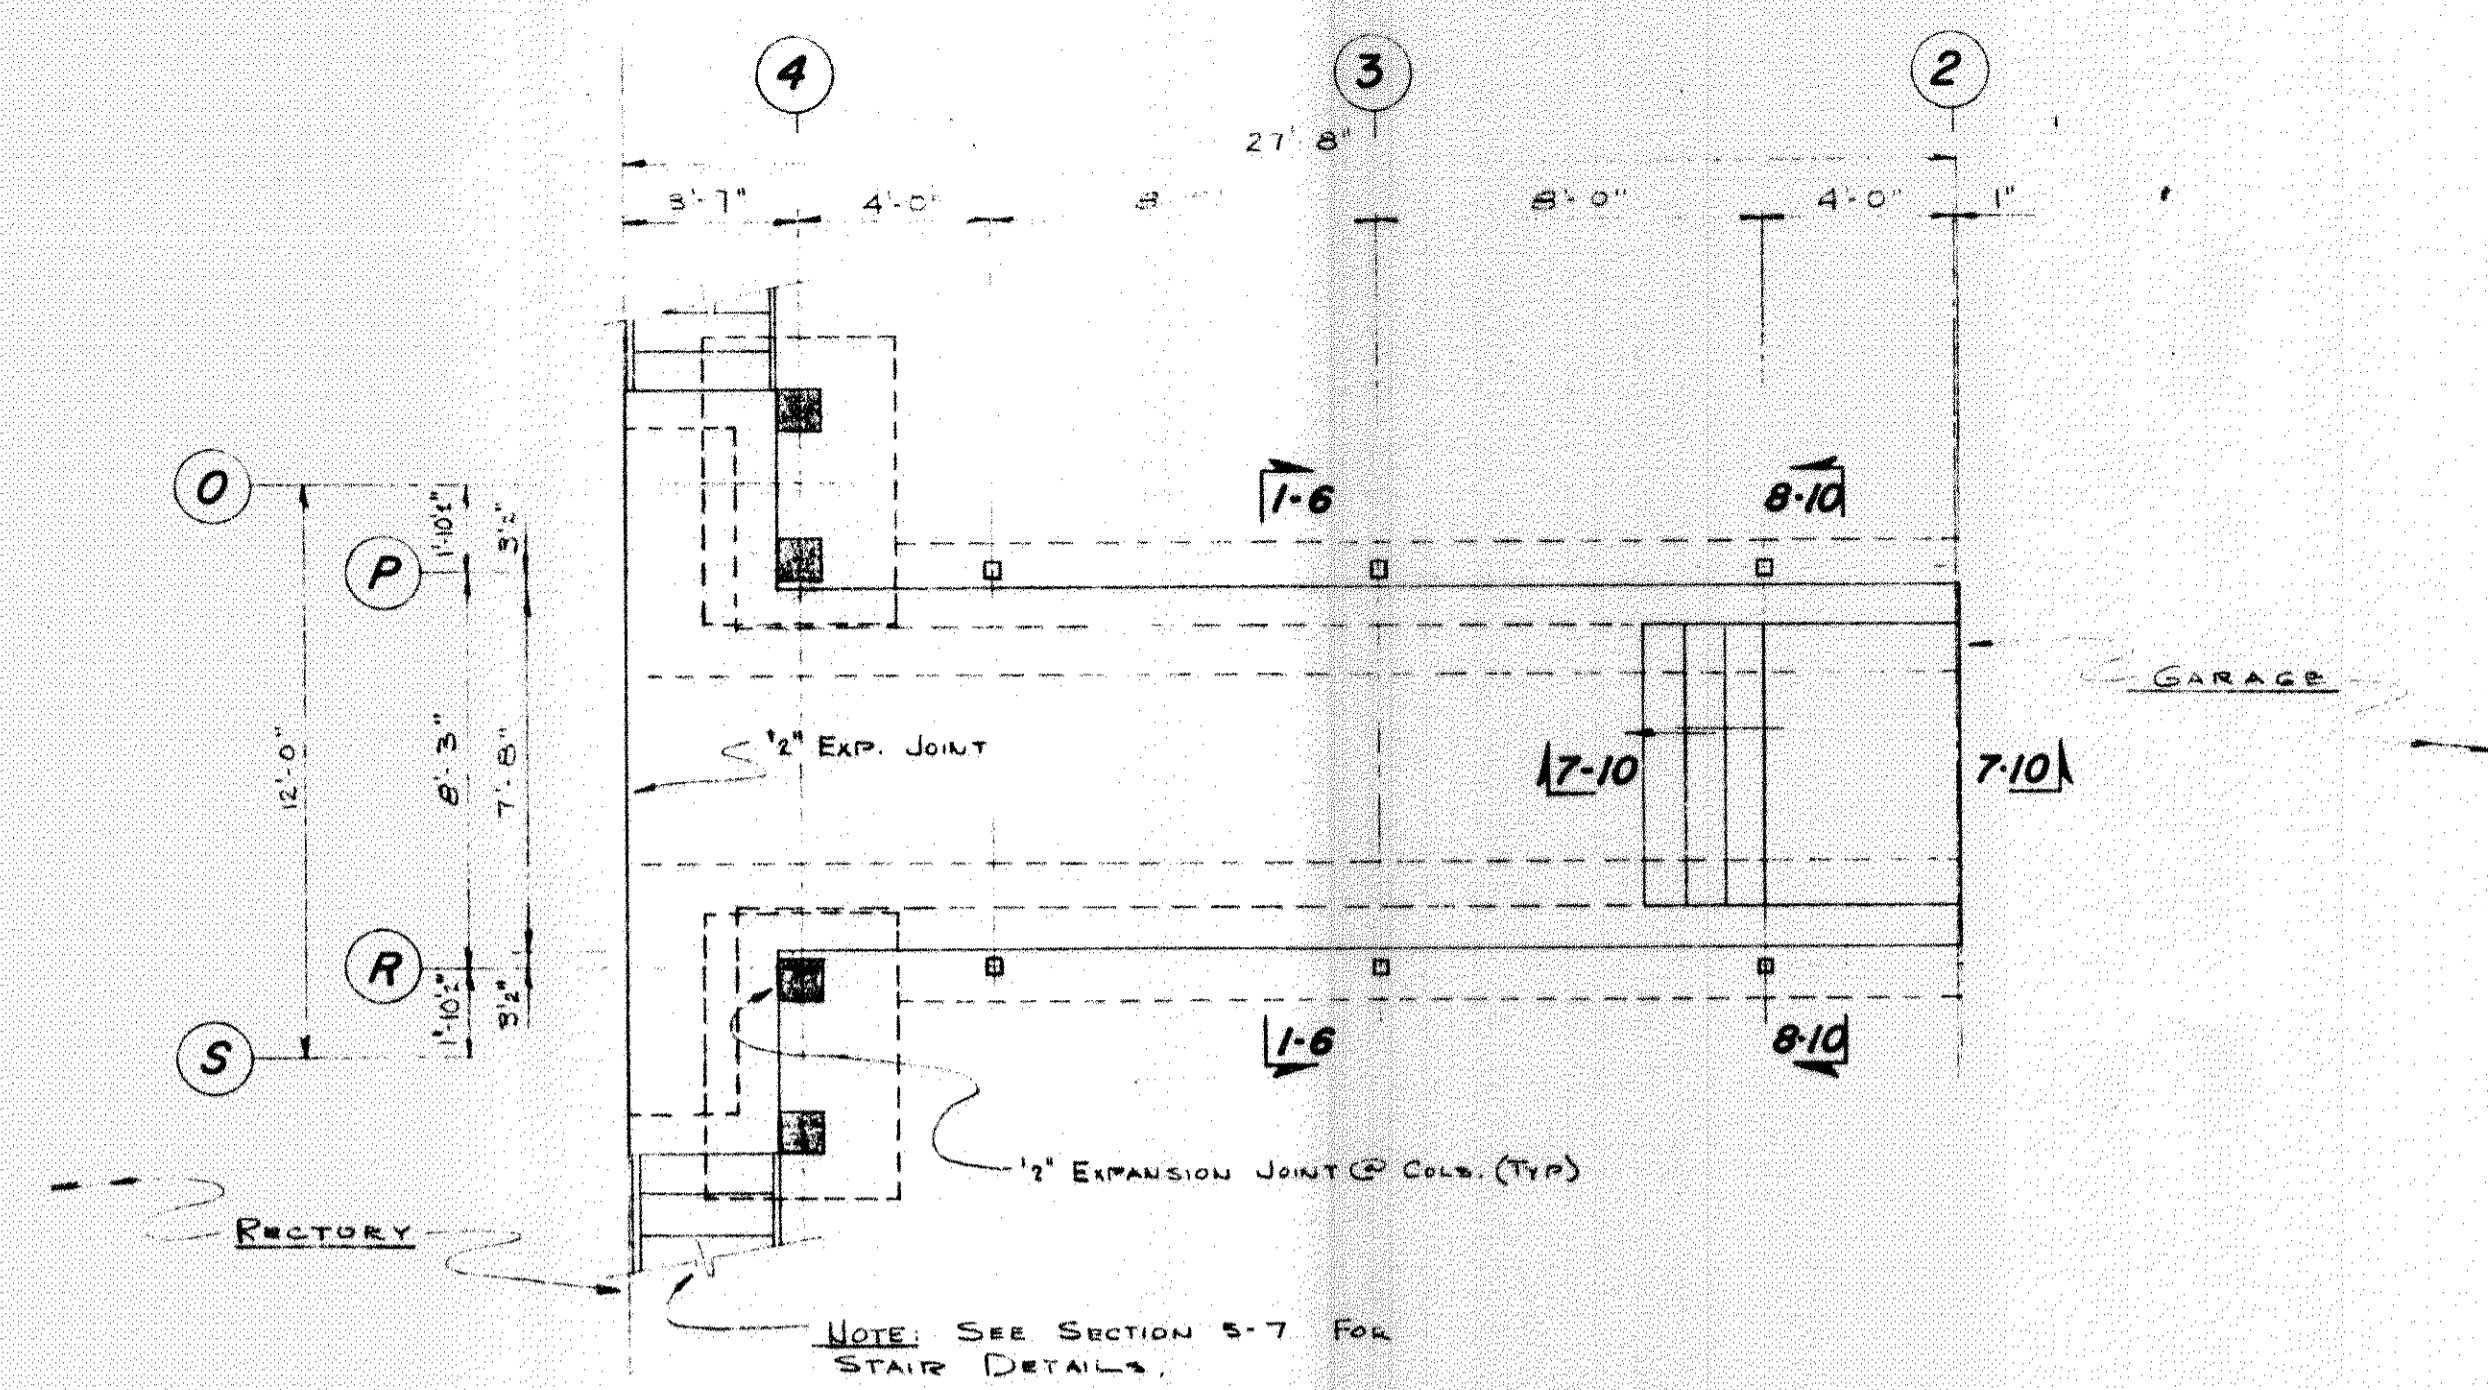 4
3
2
27'-8"
3'-7"
4'-0"
8
8'-0"
4'-0"
1"
O
P
R
S
1'-10½"
3½"
12'-0"
8'-3"
7'-8"
1'-10½"
3½"
1-6
8-10
½" EXP. JOINT
GARAGE
7-10
7-10
1-6
8-10
½" EXPANSION JOINT @ COLS. (TYP)
RECTORY
NOTE: SEE SECTION 5-7 FOR
STAIR DETAILS.